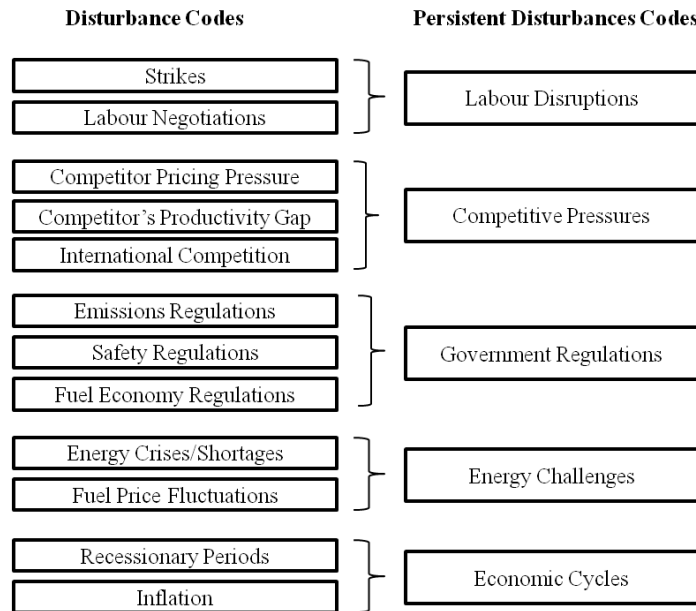 Disturbance Codes
Persistent Disturbances Codes
Strikes
Labour Negotiations
Labour Disruptions
Competitor Pricing Pressure
Competitor's Productivity Gap
International Competition
Competitive Pressures
Emissions Regulations
Safety Regulations
Fuel Economy Regulations
Government Regulations
Energy Crises/Shortages
Fuel Price Fluctuations
Energy Challenges
Recessionary Periods
Inflation
Economic Cycles